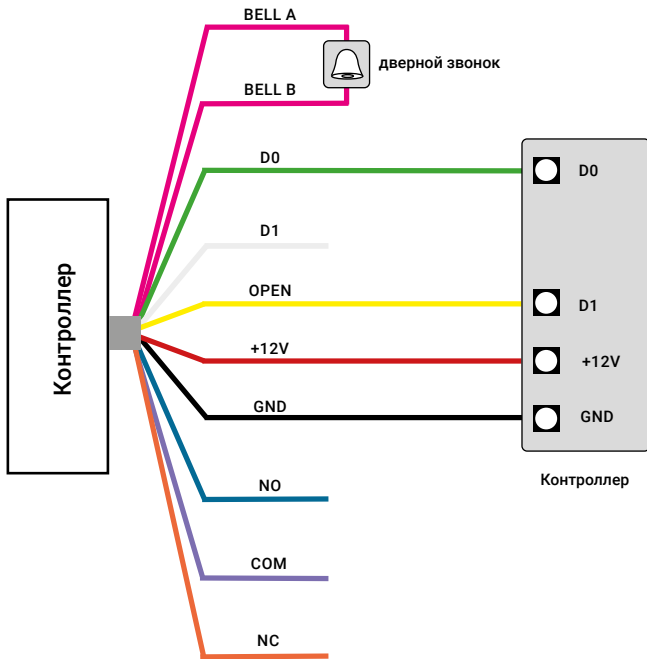 BELL A
дверной звонок
BELL B
D0
D0
D1
OPEN
D1
+12V
+12V
GND
GND
Контроллер
Контроллер
NO
COM
NC